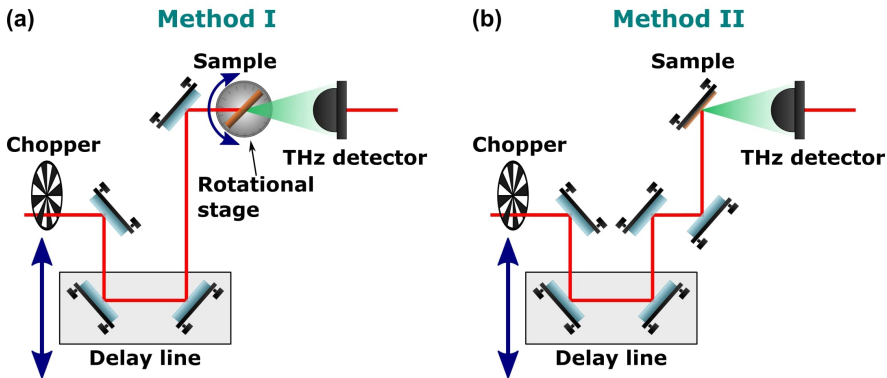 (a)
Method I
Sample
Chopper
THz detector
Rotational
stage
Delay line
(b)
Method II
Sample
Chopper
THz detector
Delay line